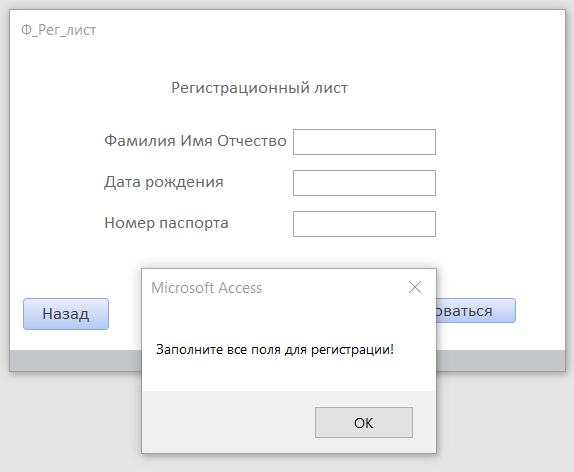 Ф_Рег_лист
Регистрационный лист
Фамилия Имя Отчество
Дата рождения
Номер паспорта
Назад
оваться
Microsoft Access
Заполните все поля для регистрации!
OK